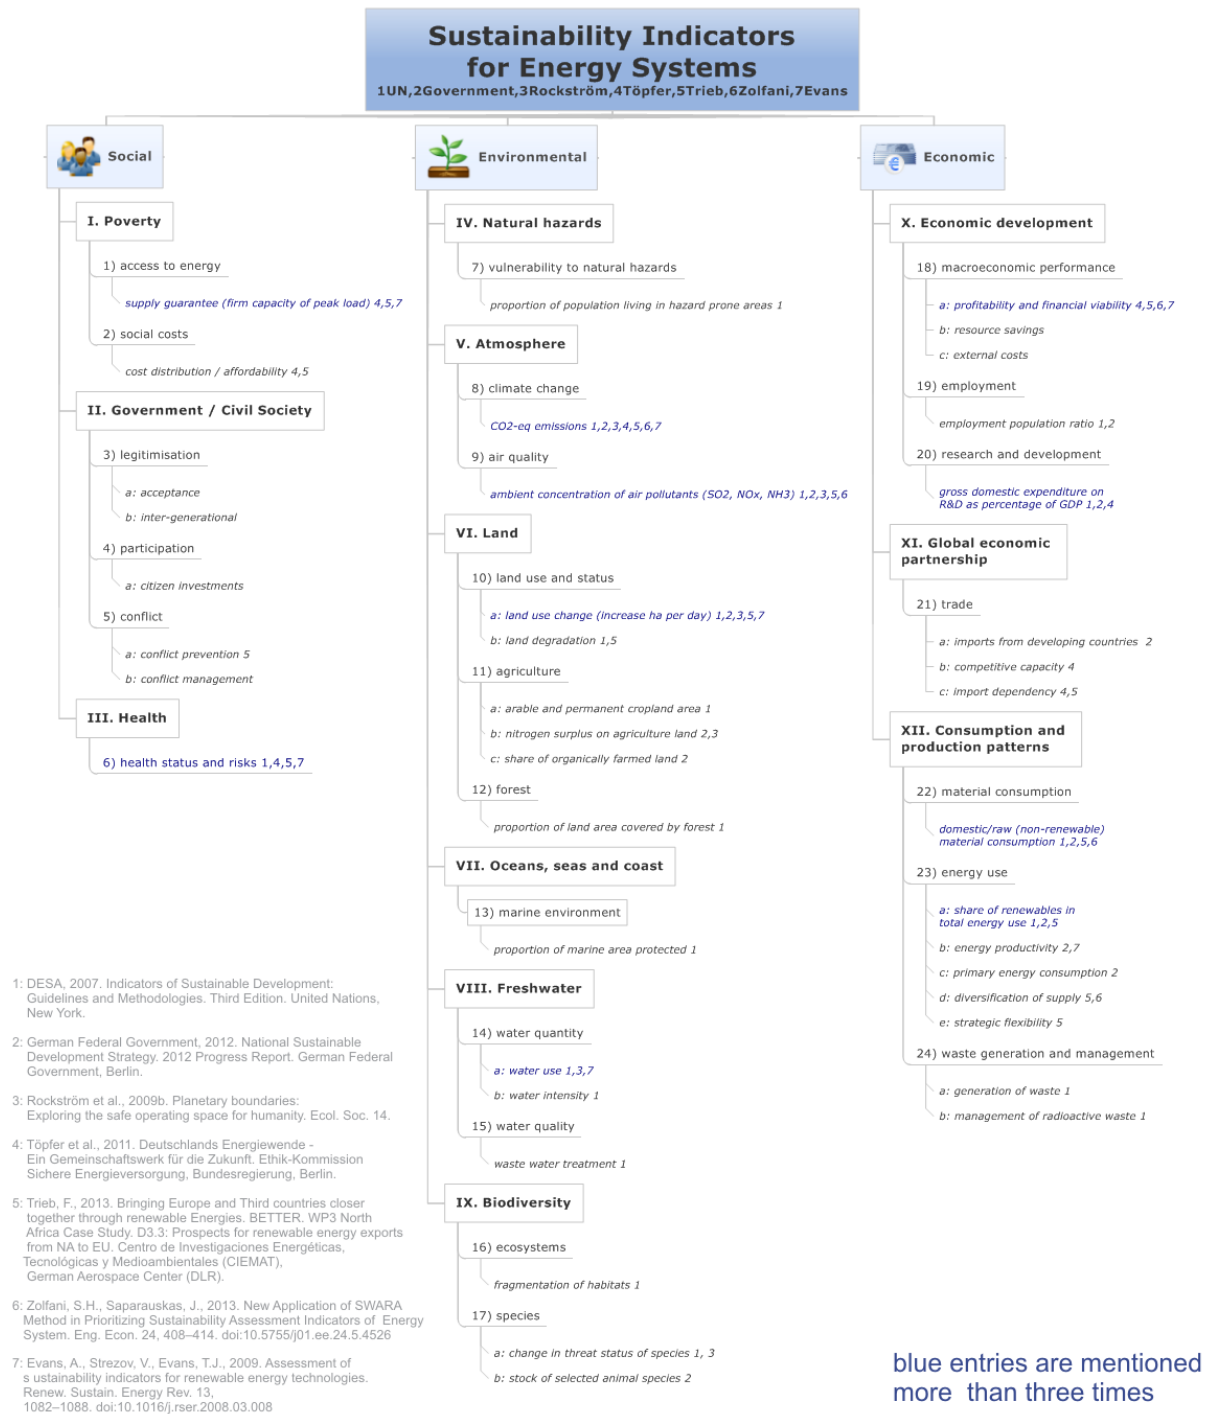 Sustainability Indicators
for Energy Systems
1UN,2Government,3Rockström,4Töpfer,5Trieb,6Zolfani,7Evans
Social
I. Poverty
1) access to energy
supply guarantee (firm capacity of peak load) 4,5,7
2) social costs
cost distribution / affordability 4,5
II. Government / Civil Society
3) legitimisation
a: acceptance
b: inter-generational
4) participation
a: citizen investments
5) conflict
a: conflict prevention 5
b: conflict management
III. Health
6) health status and risks 1,4,5,7
Environmental
IV. Natural hazards
7) vulnerability to natural hazards
proportion of population living in hazard prone areas 1
V. Atmosphere
8) climate change
CO2-eq emissions 1,2,3,4,5,6,7
9) air quality
ambient concentration of air pollutants (SO2, NOx, NH3) 1,2,3,5,6
VI. Land
10) land use and status
a: land use change (increase ha per day) 1,2,3,5,7
b: land degradation 1,5
11) agriculture
a: arable and permanent cropland area 1
b: nitrogen surplus on agriculture land 2,3
c: share of organically farmed land 2
12) forest
proportion of land area covered by forest 1
VII. Oceans, seas and coast
13) marine environment
proportion of marine area protected 1
VIII. Freshwater
14) water quantity
a: water use 1,3,7
b: water intensity 1
15) water quality
waste water treatment 1
IX. Biodiversity
16) ecosystems
fragmentation of habitats 1
17) species
a: change in threat status of species 1, 3
b: stock of selected animal species 2
Economic
X. Economic development
18) macroeconomic performance
a: profitability and financial viability 4,5,6,7
b: resource savings
c: external costs
19) employment
employment population ratio 1,2
20) research and development
gross domestic expenditure on
R&D as percentage of GDP 1,2,4
XI. Global economic
partnership
21) trade
a: imports from developing countries  2
b: competitive capacity 4
c: import dependency 4,5
XII. Consumption and
production patterns
22) material consumption
domestic/raw (non-renewable)
material consumption 1,2,5,6
23) energy use
a: share of renewables in
total energy use 1,2,5
b: energy productivity 2,7
c: primary energy consumption 2
d: diversification of supply 5,6
e: strategic flexibility 5
24) waste generation and management
a: generation of waste 1
b: management of radioactive waste 1
1: DESA, 2007. Indicators of Sustainable Development:
Guidelines and Methodologies. Third Edition. United Nations,
New York.
2: German Federal Government, 2012. National Sustainable
Development Strategy. 2012 Progress Report. German Federal
Government, Berlin.
3: Rockström et al., 2009b. Planetary boundaries:
Exploring the safe operating space for humanity. Ecol. Soc. 14.
4: Töpfer et al., 2011. Deutschlands Energiewende -
Ein Gemeinschaftswerk für die Zukunft. Ethik-Kommission
Sichere Energieversorgung, Bundesregierung, Berlin.
5: Trieb, F., 2013. Bringing Europe and Third countries closer
together through renewable Energies. BETTER. WP3 North
Africa Case Study. D3.3: Prospects for renewable energy exports
from NA to EU. Centro de Investigaciones Energéticas,
Tecnológicas y Medioambientales (CIEMAT),
German Aerospace Center (DLR).
6: Zolfani, S.H., Saparauskas, J., 2013. New Application of SWARA
Method in Prioritizing Sustainability Assessment Indicators of  Energy
System. Eng. Econ. 24, 408–414. doi:10.5755/j01.ee.24.5.4526
7: Evans, A., Strezov, V., Evans, T.J., 2009. Assessment of
s ustainability indicators for renewable energy technologies.
Renew. Sustain. Energy Rev. 13,
1082–1088. doi:10.1016/j.rser.2008.03.008
blue entries are mentioned
more  than three times